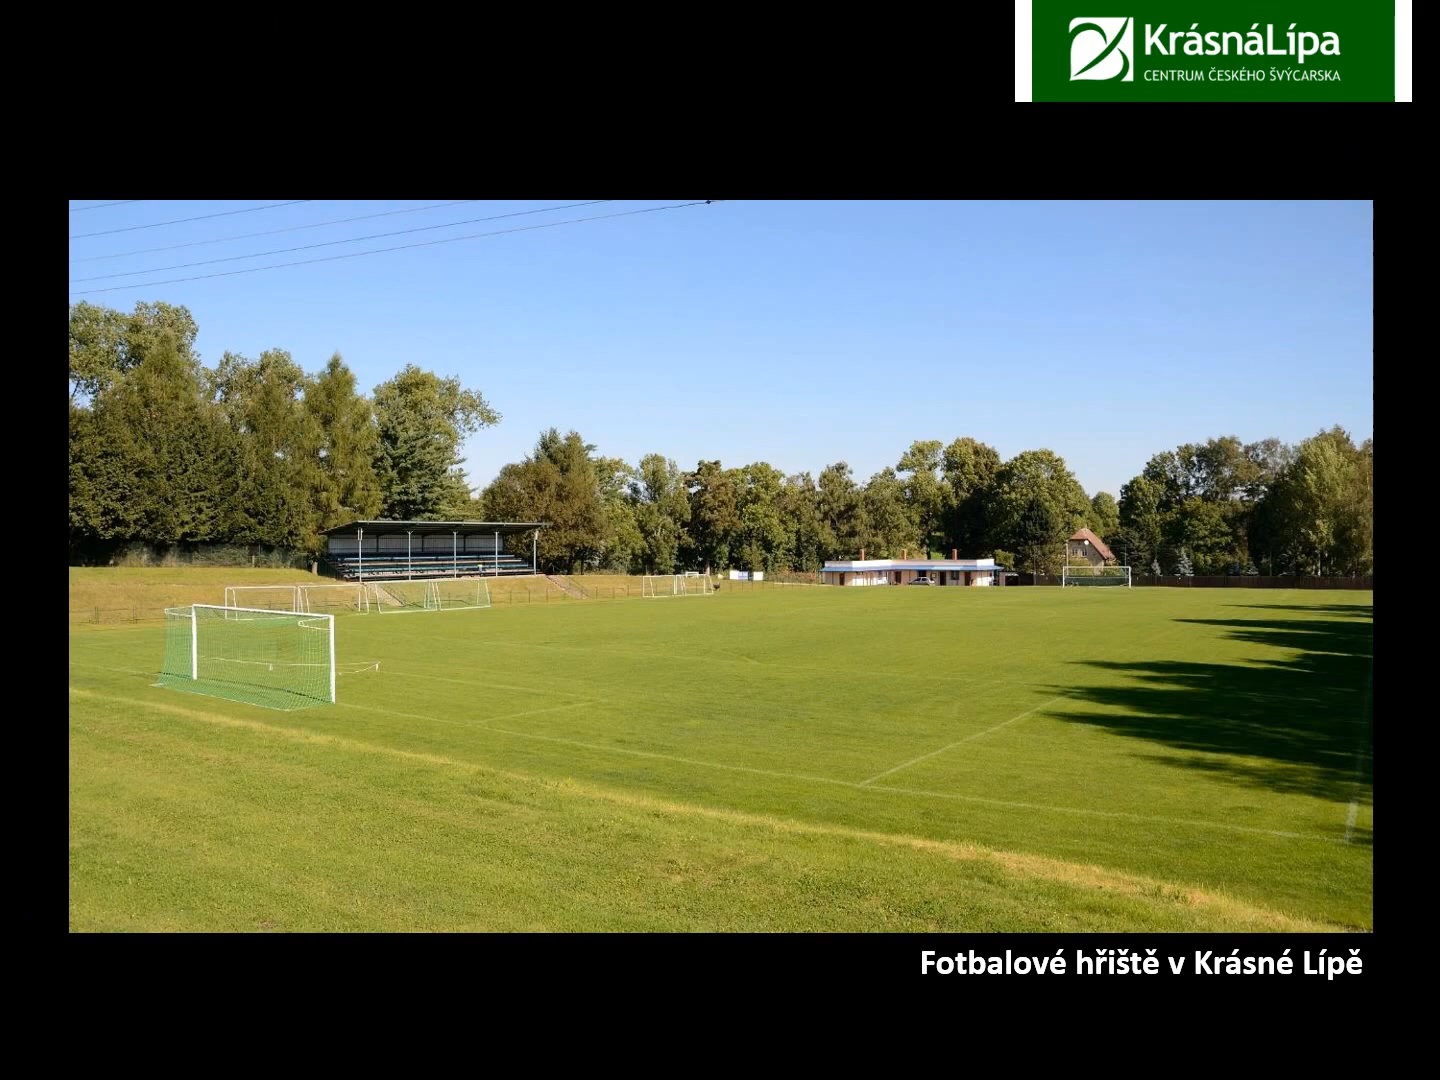 KrásnáLípa
CENTRUM ČESKÉHO ŠVÝCARSKA
Fotbalové hřiště v Krásné Lípě